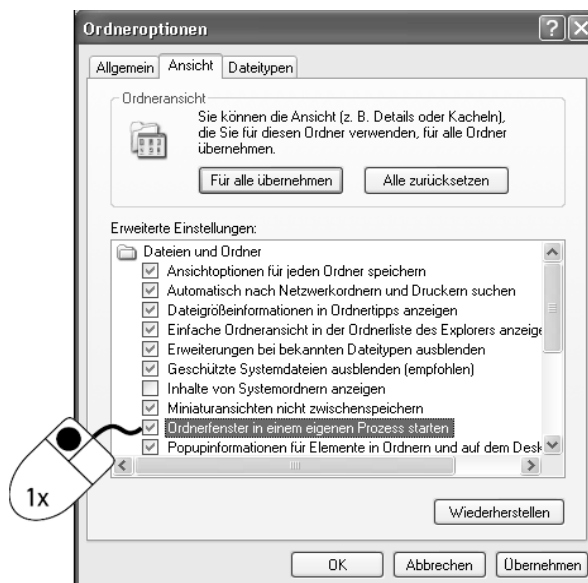 Ordneroptionen
Allgemein Ansicht Dateitypen
Ordneransicht
Sie können die Ansicht (z. B. Details oder Kacheln),
die Sie für diesen Ordner verwenden, für alle Ordner
übernehmen.
Für alle übernehmen Alle zurücksetzen
Erweiterte Einstellungen:
Dateien und Ordner
Ansichtoptionen für jeden Ordner speichern
Automatisch nach Netzwerkordnern und Druckern suchen
Dateigrößeinformationen in Ordnertipps anzeigen
Einfache Ordneransicht in der Ordnerliste des Explorers anzeige
Erweiterungen bei bekannten Dateitypen ausblenden
Geschützte Systemdateien ausblenden (empfohlen)
Inhalte von Systemordnern anzeigen
Miniaturansichten nicht zwischenspeichern
Ordnerfenster in einem eigenen Prozess starten
Popupinformationen für Elemente in Ordnern und auf dem Desk
1x
Wiederherstellen
OK Abbrechen Übernehmen